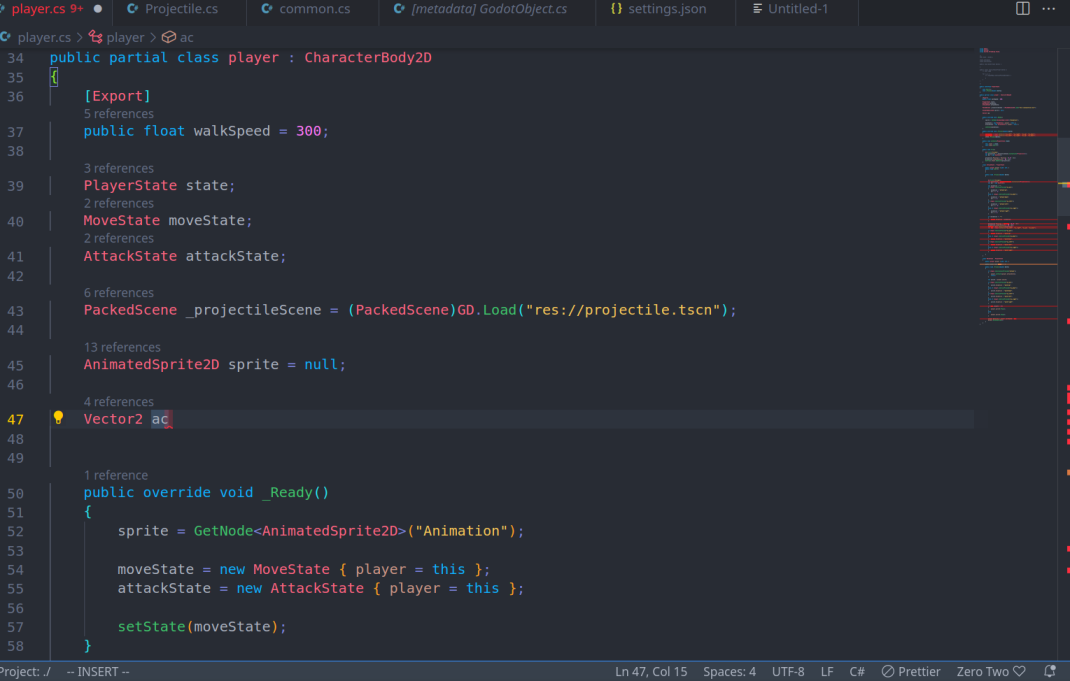 player.cs 9+ Projectile.cs common.cs [metadata] GodotObject.cs {} settings.json Untitled-1 ...
player.cs > player > ac
34 public partial class player : CharacterBody2D
35 {
36 [Export]
5 references
37 public float walkSpeed = 300;
38
3 references
39 PlayerState state;
2 references
40 MoveState moveState;
2 references
41 AttackState attackState;
42
6 references
43 PackedScene _projectileScene = (PackedScene)GD.Load("res://projectile.tscn");
44
13 references
45 AnimatedSprite2D sprite = null;
46
4 references
47 Vector2 ac
48
49
1 reference
50 public override void _Ready()
51 {
52 sprite = GetNode<AnimatedSprite2D>("Animation");
53
54 moveState = new MoveState { player = this };
55 attackState = new AttackState { player = this };
56
57 setState(moveState);
58 }
Project: ./ -- INSERT -- Ln 47, Col 15 Spaces: 4 UTF-8 LF C# Prettier Zero Two